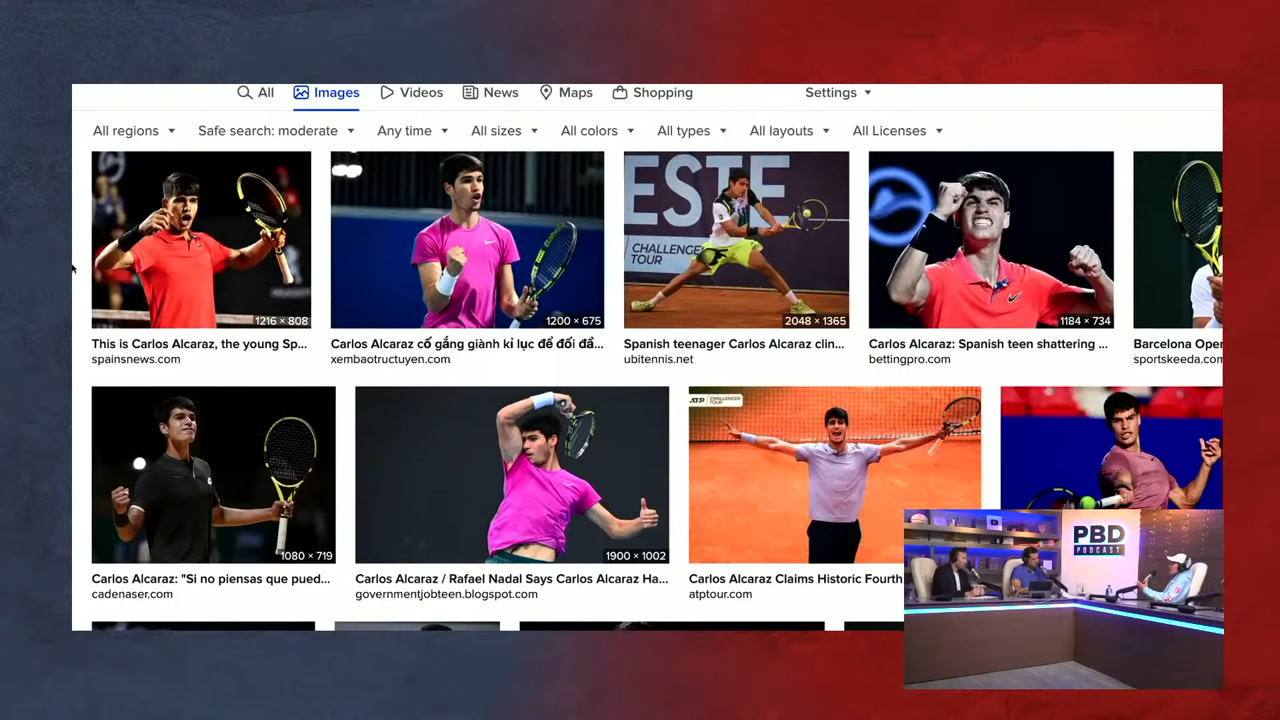 All
Images
Videos
News
Maps
Shopping
Settings
All regions
Safe search: moderate
Any time
All sizes
All colors
All types
All layouts
All Licenses
1216 × 808
1200 × 675
ESTE
CHALLENGER
TOUR
2048 × 1365
1184 × 734
This is Carlos Alcaraz, the young Sp...
spainsnews.com
Carlos Alcaraz cố gắng giành kỉ lục để đối đầ...
xembaotructuyen.com
Spanish teenager Carlos Alcaraz clin...
ubitennis.net
Carlos Alcaraz: Spanish teen shattering ...
bettingpro.com
Barcelona Oper
sportskeeda.com
1080 × 719
1900 × 1002
ATP
CHALLENGER
TOUR
Carlos Alcaraz: "Si no piensas que pued...
cadenaser.com
Carlos Alcaraz / Rafael Nadal Says Carlos Alcaraz Ha...
governmentjobteen.blogspot.com
Carlos Alcaraz Claims Historic Fourth
atptour.com
PBD
PODCAST